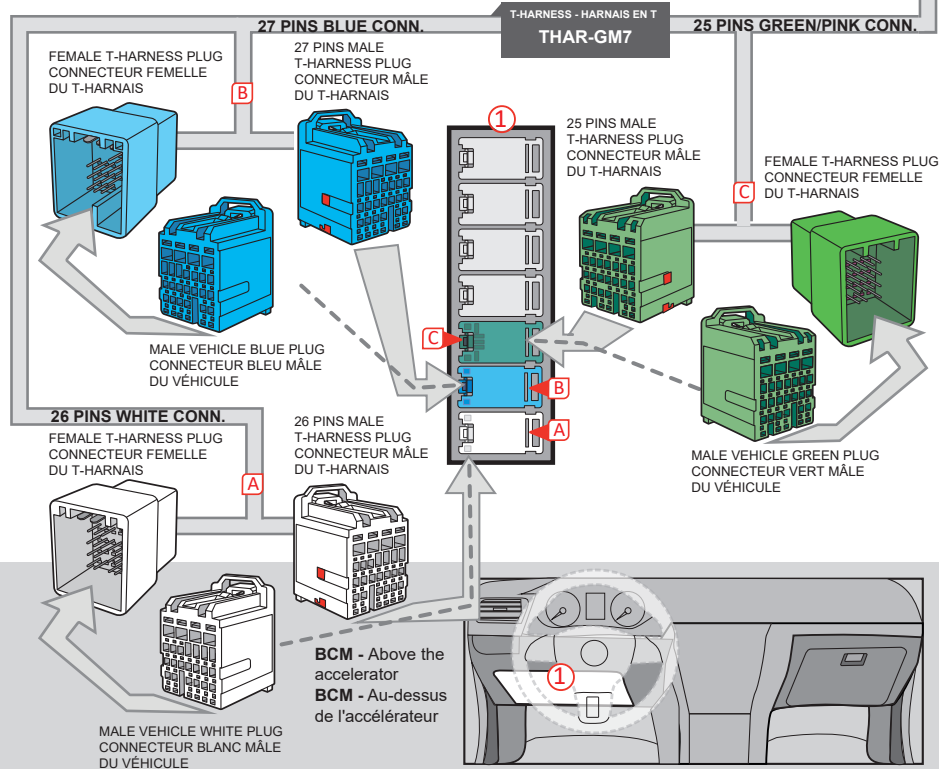 T-HARNESS - HARNAIS EN T
THAR-GM7
27 PINS BLUE CONN.
25 PINS GREEN/PINK CONN.
FEMALE T-HARNESS PLUG
CONNECTEUR FEMELLE
DU T-HARNAIS
B
27 PINS MALE
T-HARNESS PLUG
CONNECTEUR MÂLE
DU T-HARNAIS
1
25 PINS MALE
T-HARNESS PLUG
CONNECTEUR MÂLE
DU T-HARNAIS
C
FEMALE T-HARNESS PLUG
CONNECTEUR FEMELLE
DU T-HARNAIS
MALE VEHICLE BLUE PLUG
CONNECTEUR BLEU MÂLE
DU VÉHICULE
C
B
A
MALE VEHICLE GREEN PLUG
CONNECTEUR VERT MÂLE
DU VÉHICULE
26 PINS WHITE CONN.
FEMALE T-HARNESS PLUG
CONNECTEUR FEMELLE
DU T-HARNAIS
A
26 PINS MALE
T-HARNESS PLUG
CONNECTEUR MÂLE
DU T-HARNAIS
MALE VEHICLE WHITE PLUG
CONNECTEUR BLANC MÂLE
DU VÉHICULE
BCM - Above the
accelerator
BCM - Au-dessus
de l'accélérateur
1